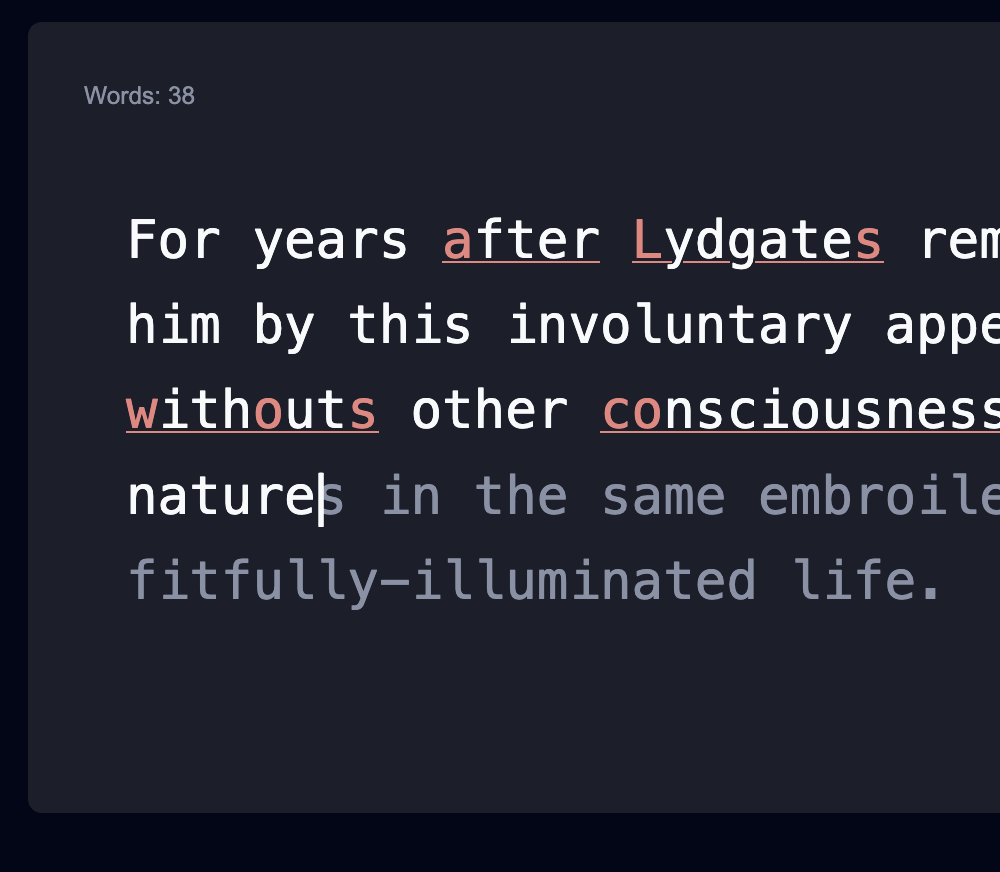 Words: 38
For years after Lydgates rem
him by this involuntary appe
withouts other consciousness
natures in the same embroile
fitfully-illuminated life.